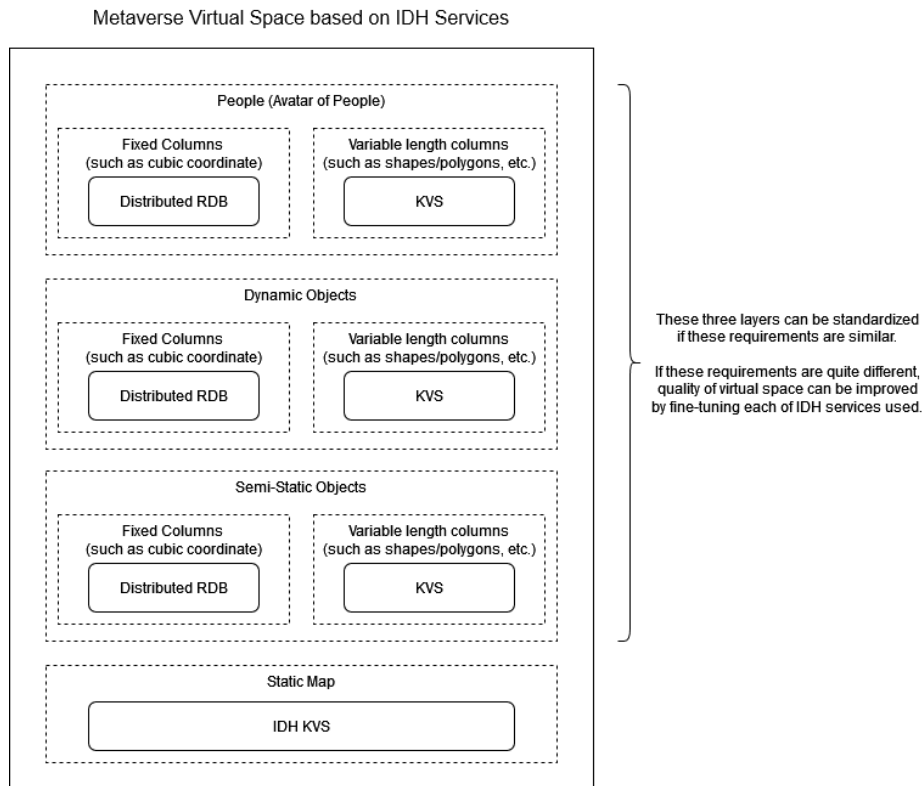 Metaverse Virtual Space based on IDH Services
People (Avatar of People)
Fixed Columns
(such as cubic coordinate)
Distributed RDB
Variable length columns
(such as shapes/polygons, etc.)
KVS
Dynamic Objects
Fixed Columns
(such as cubic coordinate)
Distributed RDB
Variable length columns
(such as shapes/polygons, etc.)
KVS
Semi-Static Objects
Fixed Columns
(such as cubic coordinate)
Distributed RDB
Variable length columns
(such as shapes/polygons, etc.)
KVS
Static Map
IDH KVS
These three layers can be standardized
if these requirements are similar.
If these requirements are quite different,
quality of virtual space can be improved
by fine-tuning each of IDH services used.